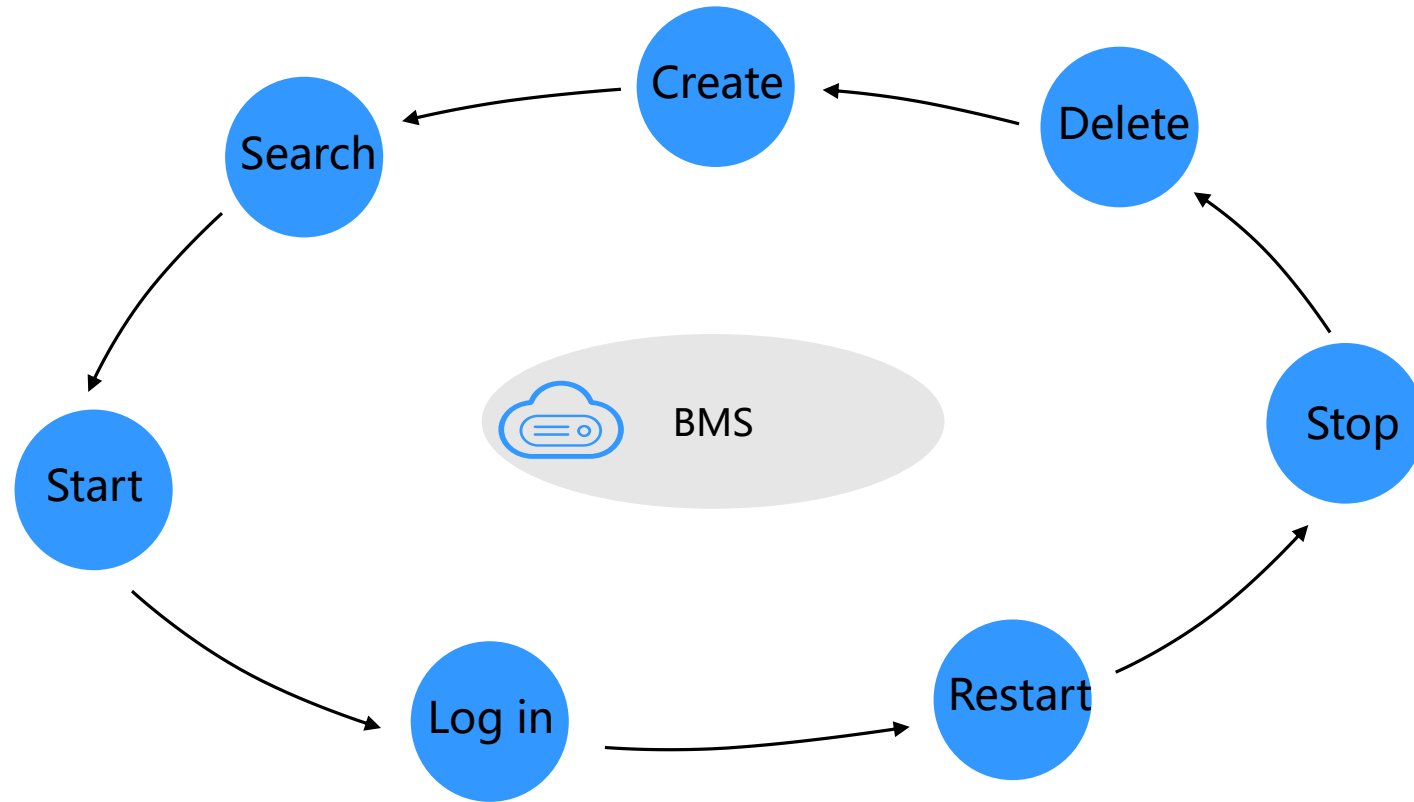 Create
Delete
Search
BMS
Stop
Start
Restart
Log in